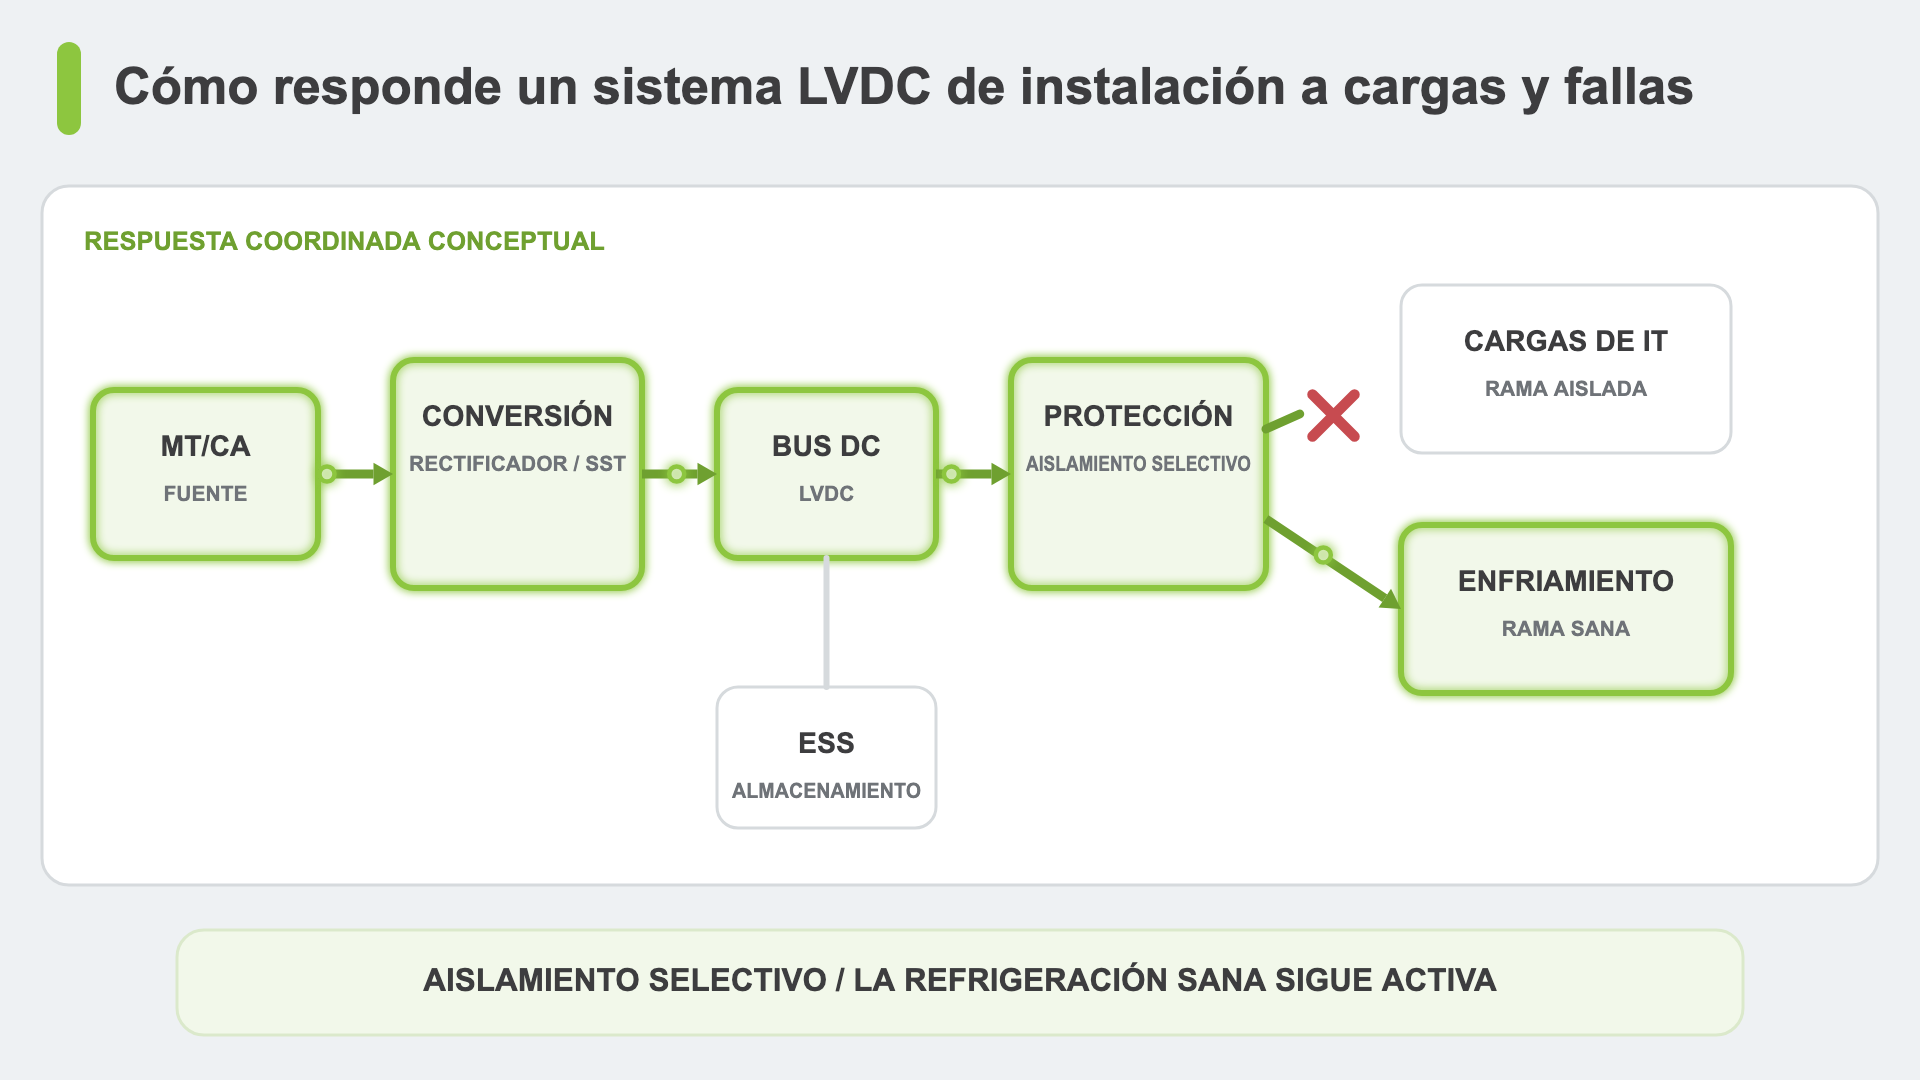 Cómo responde un sistema LVDC de instalación a cargas y fallas
RESPUESTA COORDINADA CONCEPTUAL
MT/CA
FUENTE
CONVERSIÓN
RECTIFICADOR / SST
BUS DC
LVDC
PROTECCIÓN
AISLAMIENTO SELECTIVO
CARGAS DE IT
RAMA AISLADA
ENFRIAMIENTO
RAMA SANA
ESS
ALMACENAMIENTO
AISLAMIENTO SELECTIVO / LA REFRIGERACIÓN SANA SIGUE ACTIVA